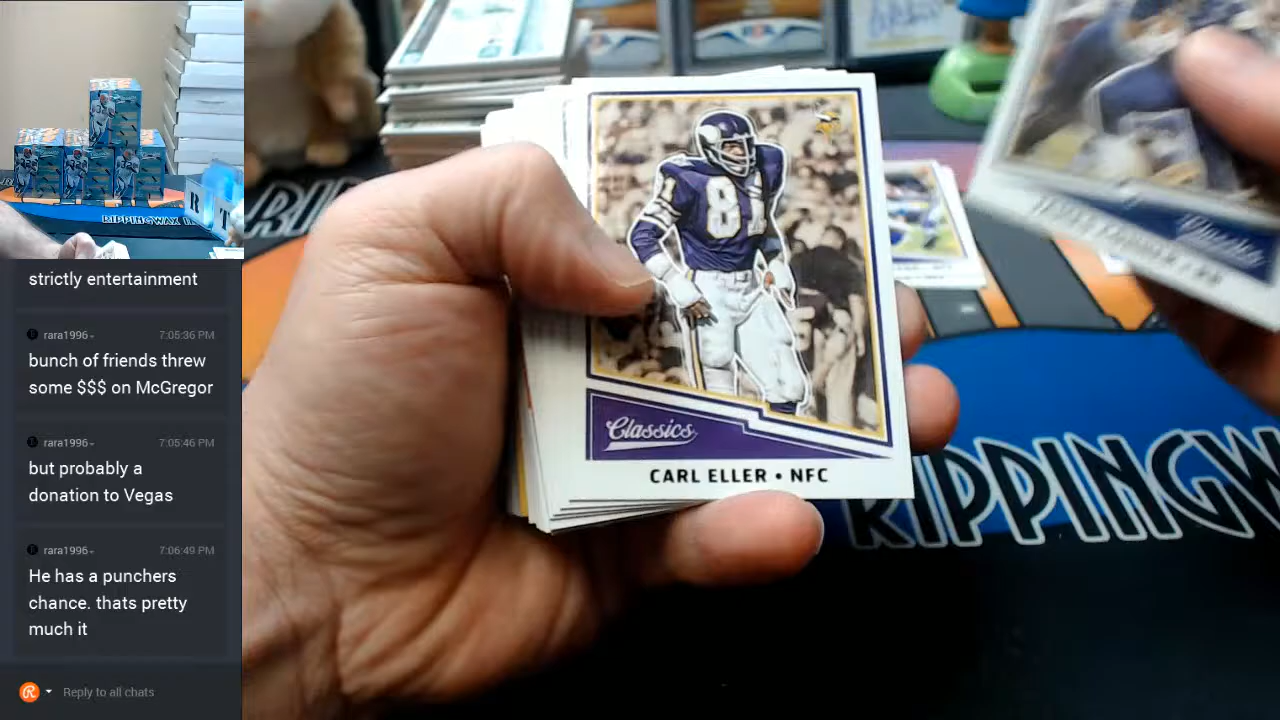 RIPPINGWAX
R T
strictly entertainment
rara1996
7:05:36 PM
bunch of friends threw
some $$$ on McGregor
rara1996
7:05:46 PM
but probably a
donation to Vegas
rara1996
7:06:49 PM
He has a punchers
chance. thats pretty
much it
Reply to all chats
81
Classics
CARL ELLER • NFC
Classics
RIPPINGW